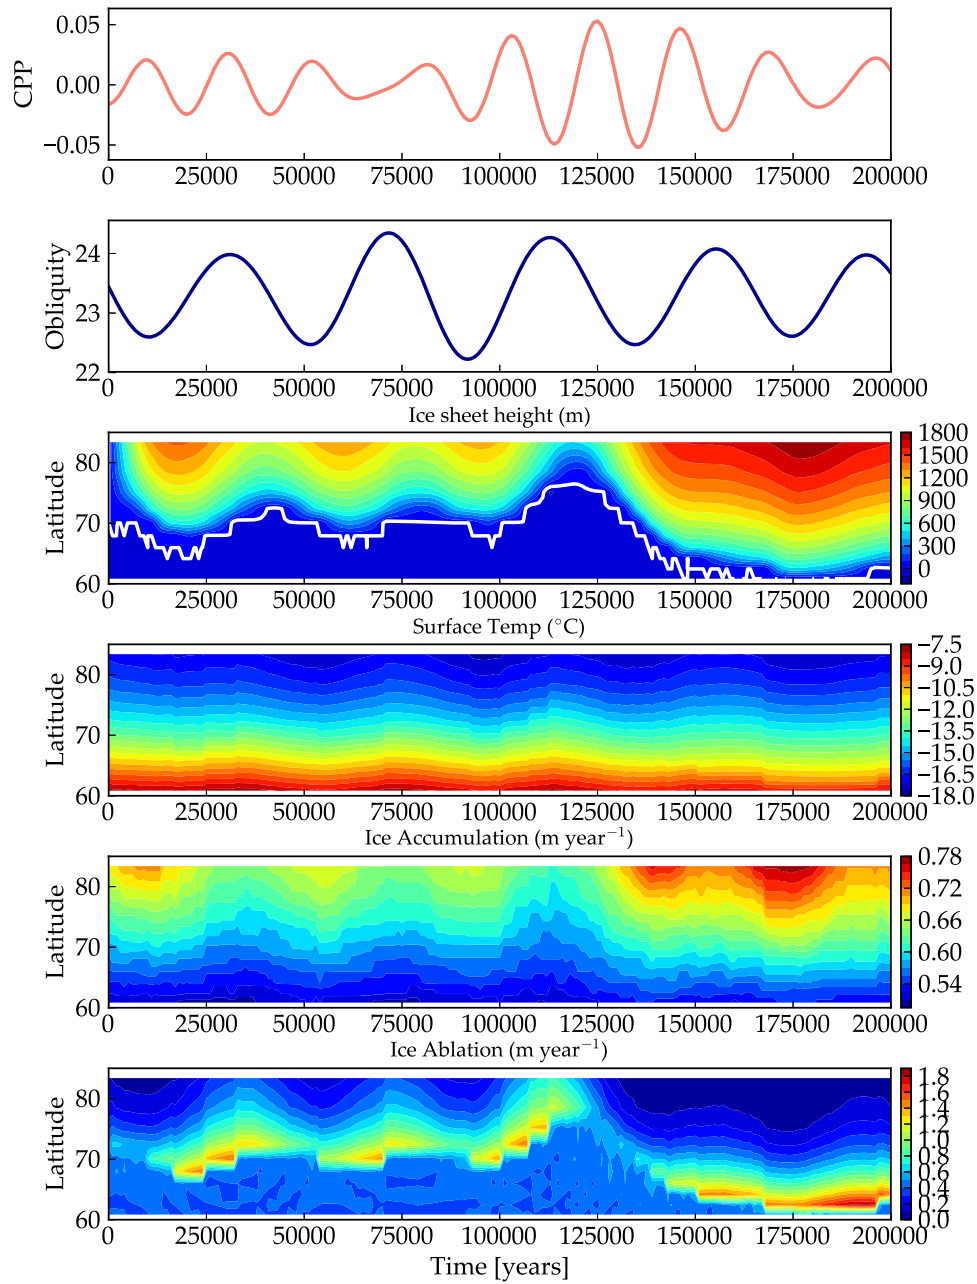 CPP
0.05
0.00
−0.05
0 25000 50000 75000 100000 125000 150000 175000 200000
Obliquity
24
23
22
0 25000 50000 75000 100000 125000 150000 175000 200000
Ice sheet height (m)
Latitude
80
70
60
1800
1500
1200
900
600
300
0
0 25000 50000 75000 100000 125000 150000 175000 200000
Surface Temp (°C)
Latitude
80
70
60
−7.5
−9.0
−10.5
−12.0
−13.5
−15.0
−16.5
−18.0
0 25000 50000 75000 100000 125000 150000 175000 200000
Ice Accumulation (m year⁻¹)
Latitude
80
70
60
0.78
0.72
0.66
0.60
0.54
0 25000 50000 75000 100000 125000 150000 175000 200000
Ice Ablation (m year⁻¹)
Latitude
80
70
60
1.8
1.6
1.4
1.2
1.0
0.8
0.6
0.4
0.2
0.0
0 25000 50000 75000 100000 125000 150000 175000 200000
Time [years]